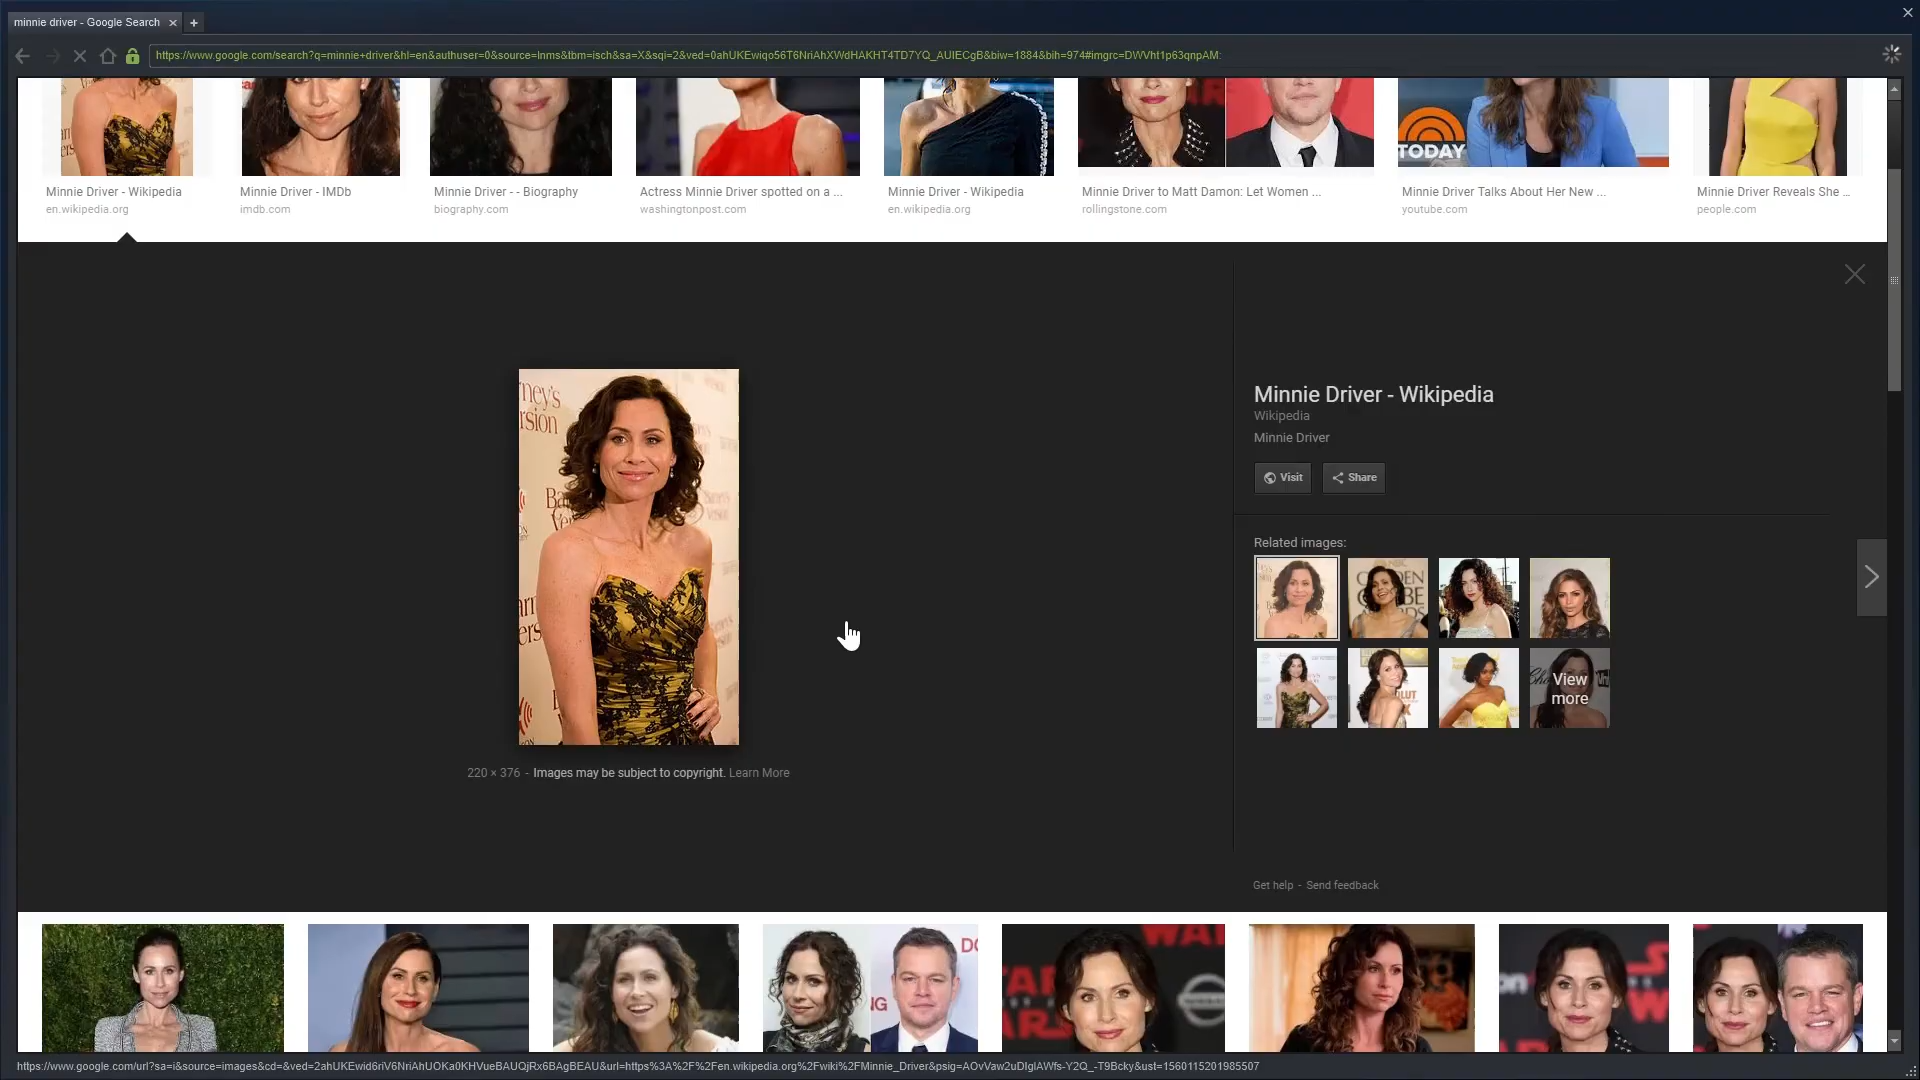 minnie driver - Google Search
https://www.google.com/search?q=minnie+driver&hl=en&authuser=0&source=lnms&tbm=isch&sa=X&sqi=2&ved=0ahUKEwiqo56T6NriAhXWdHAKHT4TD7YQ_AUIECgB&biw=1884&bih=974#imgrc=DWVht1p63qnpAM:
TODAY
Minnie Driver - Wikipedia
en.wikipedia.org
Minnie Driver - IMDb
imdb.com
Minnie Driver - - Biography
biography.com
Actress Minnie Driver spotted on a ...
washingtonpost.com
Minnie Driver - Wikipedia
en.wikipedia.org
Minnie Driver to Matt Damon: Let Women ...
rollingstone.com
Minnie Driver Talks About Her New ...
youtube.com
Minnie Driver Reveals She ...
people.com
rney's
rsion
Minnie Driver - Wikipedia
Wikipedia
Minnie Driver
Visit
Share
Related images:
View
more
220 × 376 - Images may be subject to copyright. Learn More
Get help - Send feedback
https://www.google.com/url?sa=i&source=images&cd=&ved=2ahUKEwid6riV6NriAhUOKa0KHVueBAUQjRx6BAgBEAU&url=https%3A%2F%2Fen.wikipedia.org%2Fwiki%2FMinnie_Driver&psig=AOvVaw2uDIglAWfs-Y2Q_-T9Bcky&ust=1560115201985507